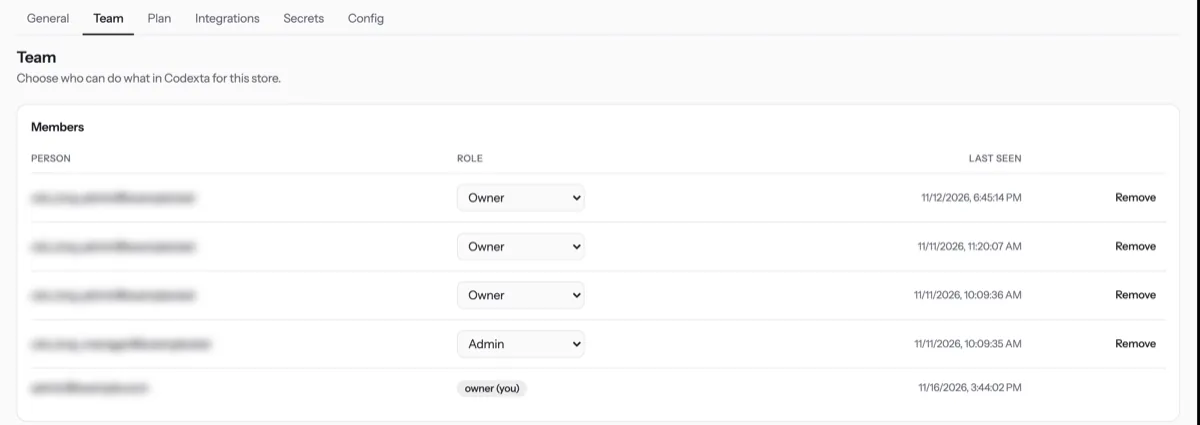 General Team Plan Integrations Secrets Config
Team
Choose who can do what in Codexta for this store.
Members
PERSON ROLE LAST SEEN
Owner 11/12/2026, 6:45:14 PM Remove
Owner 11/11/2026, 11:20:07 AM Remove
Owner 11/11/2026, 10:09:36 AM Remove
Admin 11/11/2026, 10:09:35 AM Remove
owner (you) 11/16/2026, 3:44:02 PM